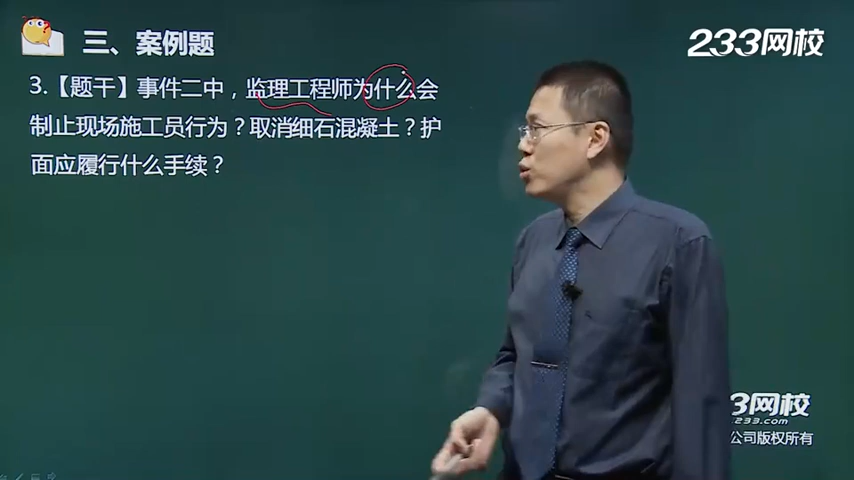 三、案例题
233网校
3.【题干】事件二中，监理工程师为什么会
制止现场施工员行为？取消细石混凝土？护
面应履行什么手续？
3网校
233.com
公司版权所有